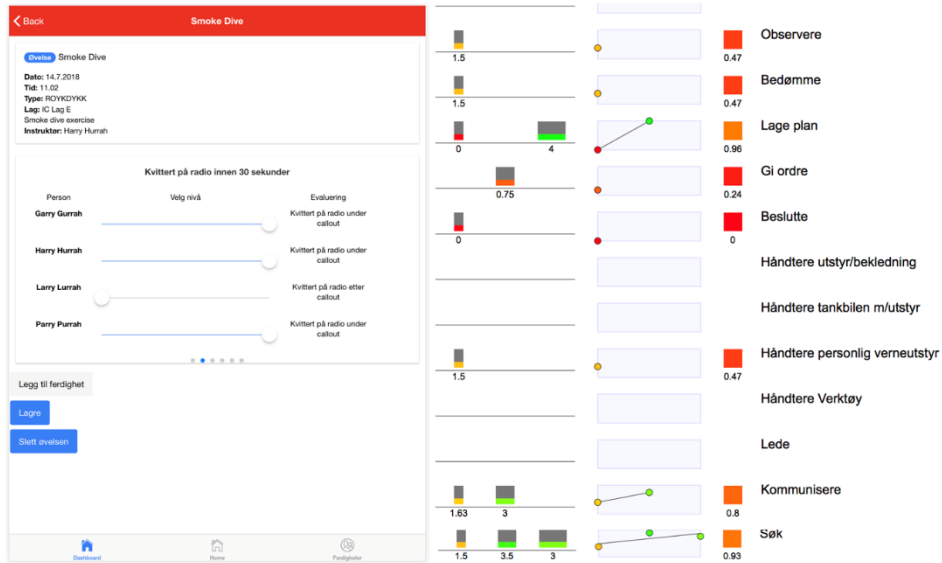 Back
Smoke Dive
Øvelse Smoke Dive
Dato: 14.7.2018
Tid: 11.02
Type: ROYKDYKK
Lag: IC Lag E
Smoke dive exercise
Instruktør: Harry Hurrah
Kvittert på radio innen 30 sekunder
Person Velg nivå Evaluering
Garry Gurrah Kvittert på radio under
callout
Harry Hurrah Kvittert på radio under
callout
Larry Lurrah Kvittert på radio etter
callout
Parry Purrah Kvittert på radio under
callout
Legg til ferdighet
Lagre
Slett øvelsen
Dashboard Home Ferdigheter
Observere
1.5 0.47
Bedømme
1.5 0.47
Lage plan
0 4 0.96
Gi ordre
0.75 0.24
Beslutte
0 0
Håndtere utstyr/bekledning
Håndtere tankbilen m/utstyr
Håndtere personlig verneutstyr
1.5 0.47
Håndtere Verktøy
Lede
Kommunisere
1.63 3 0.8
Søk
1.5 3.5 3 0.93